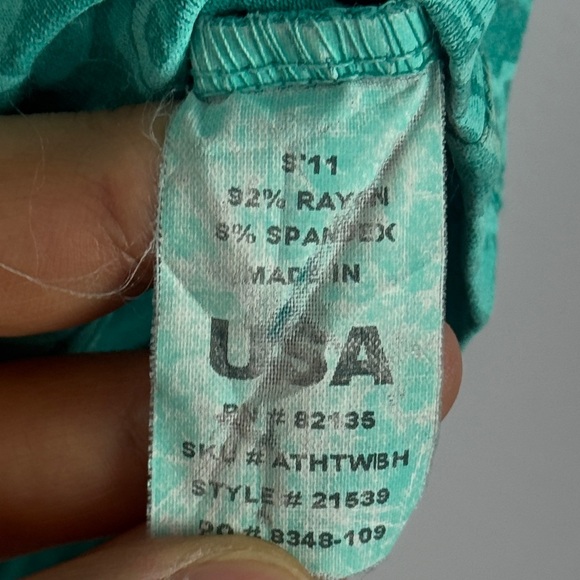 S'11
92% RAYON
8% SPANDEX
MADE IN
USA
RN # 82135
SKU # ATHTWBH
STYLE # 21539
PO # 8348-109